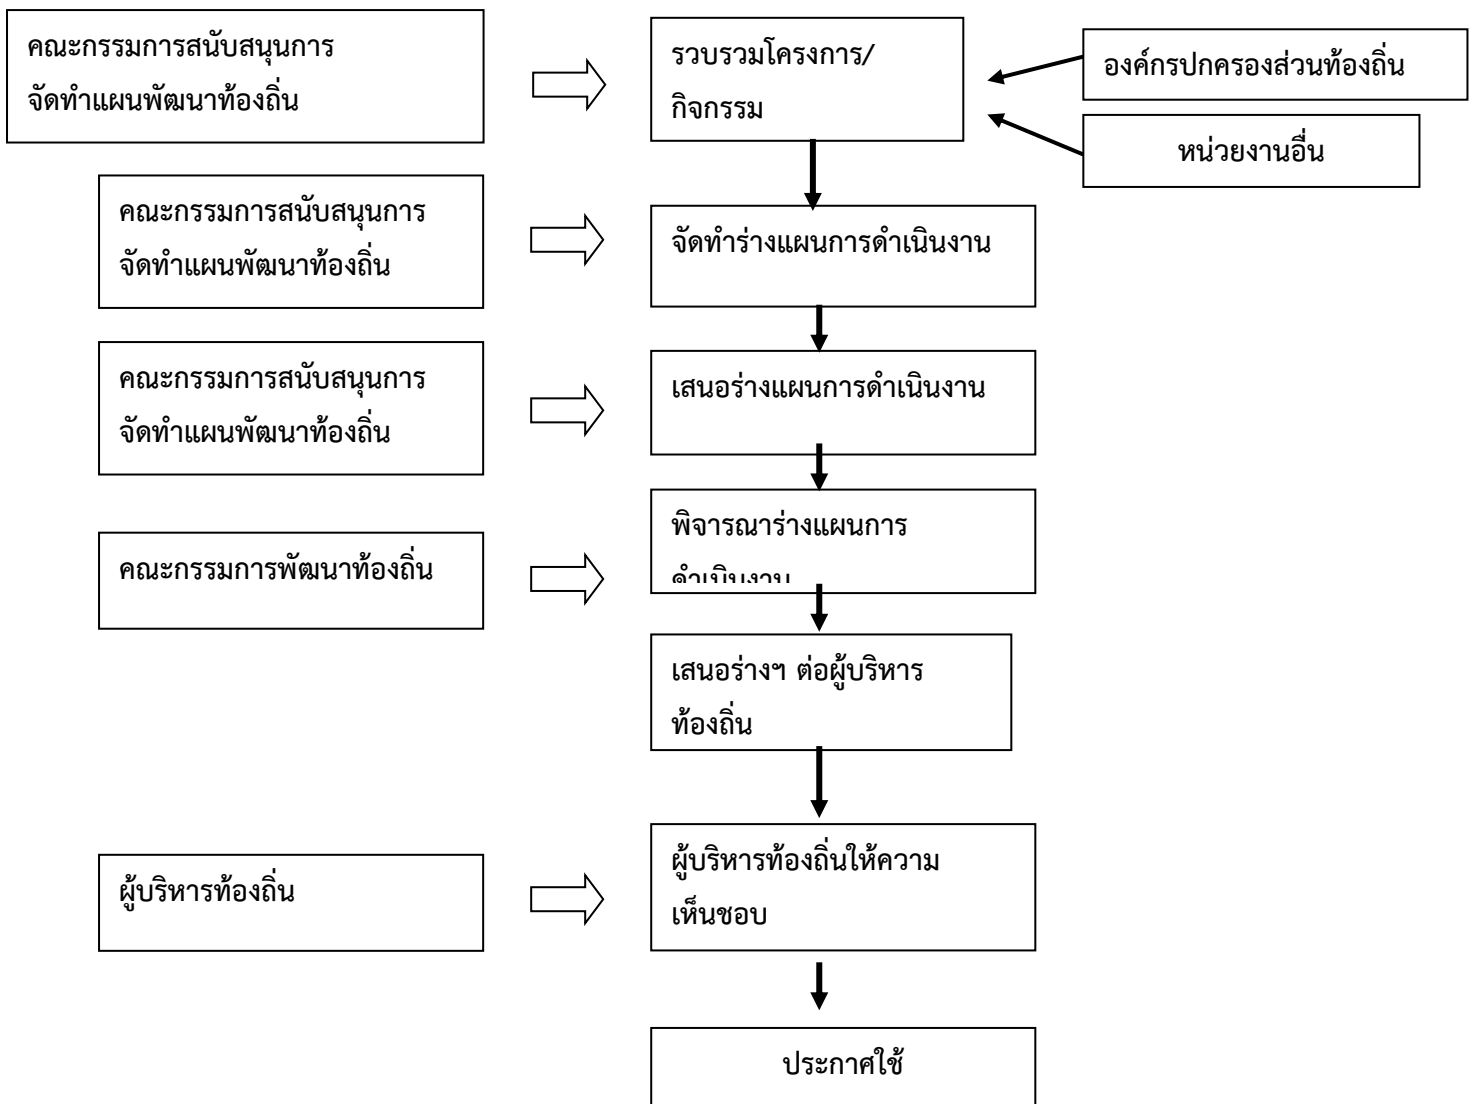 คณะกรรมการสนับสนุนการ
จัดทำแผนพัฒนาท้องถิ่น
รวบรวมโครงการ/
กิจกรรม
องค์กรปกครองส่วนท้องถิ่น
หน่วยงานอื่น
คณะกรรมการสนับสนุนการ
จัดทำแผนพัฒนาท้องถิ่น
จัดทำร่างแผนการดำเนินงาน
คณะกรรมการสนับสนุนการ
จัดทำแผนพัฒนาท้องถิ่น
เสนอร่างแผนการดำเนินงาน
คณะกรรมการพัฒนาท้องถิ่น
พิจารณาร่างแผนการ
ดำเนินงาน
เสนอร่างฯ ต่อผู้บริหาร
ท้องถิ่น
ผู้บริหารท้องถิ่น
ผู้บริหารท้องถิ่นให้ความ
เห็นชอบ
ประกาศใช้